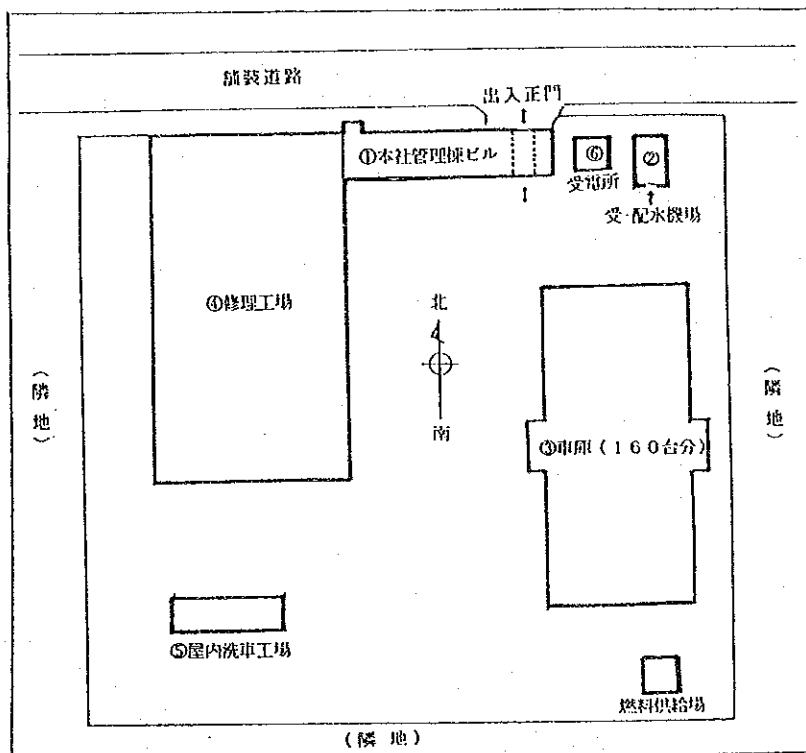 舗装道路
出入正門
①本社管理棟ビル
⑥
②
受電所
受・配水機場
④修理工場
北
(隣地)
(隣地)
南
③車庫(160台分)
⑤屋内洗車工場
燃料供給場
(隣地)